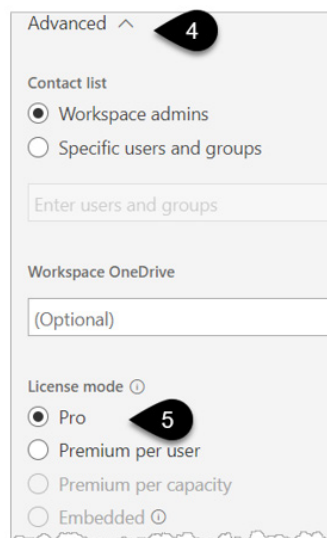 Advanced
4
Contact list
Workspace admins
Specific users and groups
Enter users and groups
Workspace OneDrive
(Optional)
License mode
Pro
5
Premium per user
Premium per capacity
Embedded